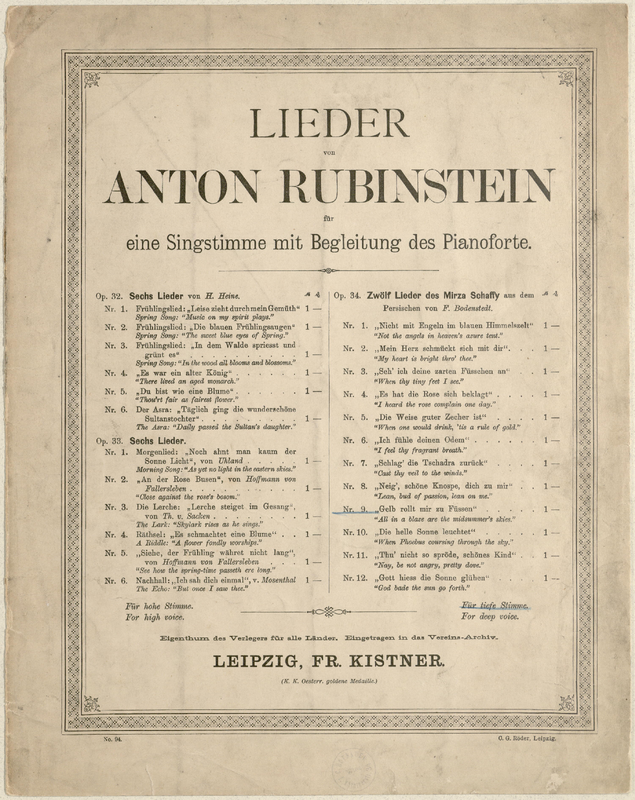 LIEDER
von
ANTON RUBINSTEIN
für
eine Singstimme mit Begleitung des Pianoforte.
Op. 32. Sechs Lieder von H. Heine. ℳ ₰
Nr. 1. Frühlingslied: „Leise zieht durch mein Gemüth“ 1 —
Spring Song: "Music on my spirit plays."
Nr. 2. Frühlingslied: „Die blauen Frühlingsaugen“ 1 —
Spring Song: "The sweet blue eyes of Spring."
Nr. 3. Frühlingslied: „In dem Walde spriesst und
grünt es“ . . . . . . . . . . . 1 —
Spring Song: "In the wood all blooms and blossoms."
Nr. 4. „Es war ein alter König“ . . . . . . . 1 —
"There lived an aged monarch."
Nr. 5. „Du bist wie eine Blume“ . . . . . . . 1 —
"Thou'rt fair as fairest flower."
Nr. 6. Der Asra: „Täglich ging die wunderschöne
Sultanstochter“ . . . . . . . . . 1 —
The Asra: "Daily passed the Sultan's daughter."
Op. 33. Sechs Lieder.
Nr. 1. Morgenlied: „Noch ahnt man kaum der
Sonne Licht“, von Uhland . . . . . 1 —
Morning Song: "As yet no light in the eastern skies."
Nr. 2. „An der Rose Busen“, von Hoffmann von
Fallersleben . . . . . . . . . . 1 —
"Close against the rose's bosom."
Nr. 3. Die Lerche: „Lerche steiget im Gesang“,
von Th. v. Sacken . . . . . . . . 1 —
The Lark: "Skylark rises as he sings."
Nr. 4. Räthsel: „Es schmachtet eine Blume“ . . 1 —
A Riddle: "A flower fondly worships."
Nr. 5. „Siehe, der Frühling währet nicht lang“,
von Hoffmann von Fallersleben . . . . 1 —
"See how the spring-time passeth ere long."
Nr. 6. Nachhall: „Ich sah dich einmal“, v. Mosenthal 1 —
The Echo: "But once I saw thee."
Für hohe Stimme.
For high voice.
Op. 34. Zwölf Lieder des Mirza Schaffy aus dem ℳ ₰
Persischen von F. Bodenstedt.
Nr. 1. „Nicht mit Engeln im blauen Himmelszelt“ 1 —
"Not the angels in heaven's azure tent."
Nr. 2. „Mein Herz schmückt sich mit dir“ . . . 1 —
"My heart is bright thro' thee."
Nr. 3. „Seh' ich deine zarten Füsschen an“ . . . 1 —
"When thy tiny feet I see."
Nr. 4. „Es hat die Rose sich beklagt“ . . . . . 1 —
"I heard the rose complain one day."
Nr. 5. „Die Weise guter Zecher ist“ . . . . . 1 —
"When one would drink, 'tis a rule of gold."
Nr. 6. „Ich fühle deinen Odem“ . . . . . . . 1 —
"I feel thy fragrant breath."
Nr. 7. „Schlag' die Tschadra zurück“ . . . . . 1 —
"Cast thy veil to the winds."
Nr. 8. „Neig', schöne Knospe, dich zu mir“ . . . 1 —
"Lean, bud of passion, lean on me."
Nr. 9. „Gelb rollt mir zu Füssen“ . . . . . . 1 —
"All in a blaze are the midsummer's skies."
Nr. 10. „Die helle Sonne leuchtet“ . . . . . . 1 —
"When Phoebus coursing through the sky."
Nr. 11. „Thu' nicht so spröde, schönes Kind“ . . 1 —
"Nay, be not angry, pretty dove."
Nr. 12. „Gott hiess die Sonne glühen“ . . . . . 1 —
"God bade the sun go forth."
Für tiefe Stimme.
For deep voice.
Eigenthum des Verlegers für alle Länder. Eingetragen in das Vereins-Archiv.
LEIPZIG, FR. KISTNER.
(K. K. Oesterr. goldene Medaille.)
No. 94.
C. G. Röder, Leipzig.